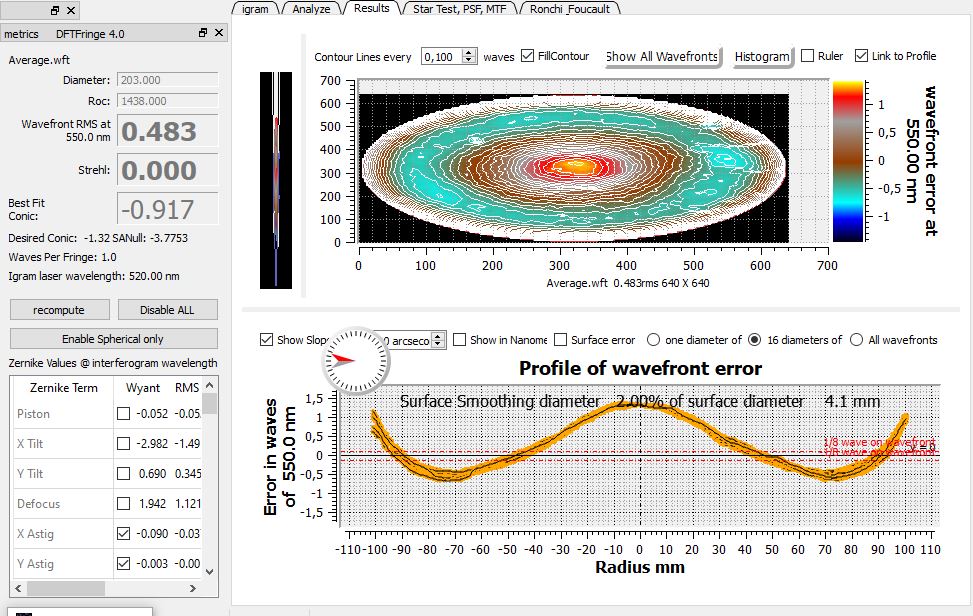 igram Analyze Results Star Test, PSF, MTF Ronchi_Foucault
metrics DFTFringe 4.0
Average.wft
Diameter: 203.000
Roc: 1438.000
Wavefront RMS at
550.0 nm 0.483
Strehl: 0.000
Best Fit
Conic: -0.917
Desired Conic: -1.32 SANull: -3.7753
Waves Per Fringe: 1.0
Igram laser wavelength: 520.00 nm
recompute Disable ALL
Enable Spherical only
Zernike Values @ interferogram wavelength
Zernike Term Wyant RMS
Piston -0.052 -0.05
X Tilt -2.982 -1.49
Y Tilt 0.690 0.345
Defocus 1.942 1.121
X Astig -0.090 -0.03
Y Astig -0.003 -0.00
Contour Lines every 0,100 waves FillContour Show All Wavefronts Histogram Ruler Link to Profile
700
600
500
400
300
200
100
0
0 100 200 300 400 500 600 700
Average.wft 0.483rms 640 X 640
1
0,5
0
-0,5
-1
wavefront error at
550.00 nm
Show Slop 0 arcseco Show in Nanome Surface error one diameter of 16 diameters of All wavefronts
Profile of wavefront error
Surface Smoothing diameter 2.00% of surface diameter 4.1 mm
Error in waves
of 550.0 nm
1,5
1
0,5
0
-0,5
-1
-1,5
1/8 wave on wavefront
y = 0
-1/8 wave on wavefront
-110 -100 -90 -80 -70 -60 -50 -40 -30 -20 -10 0 10 20 30 40 50 60 70 80 90 100 110
Radius mm